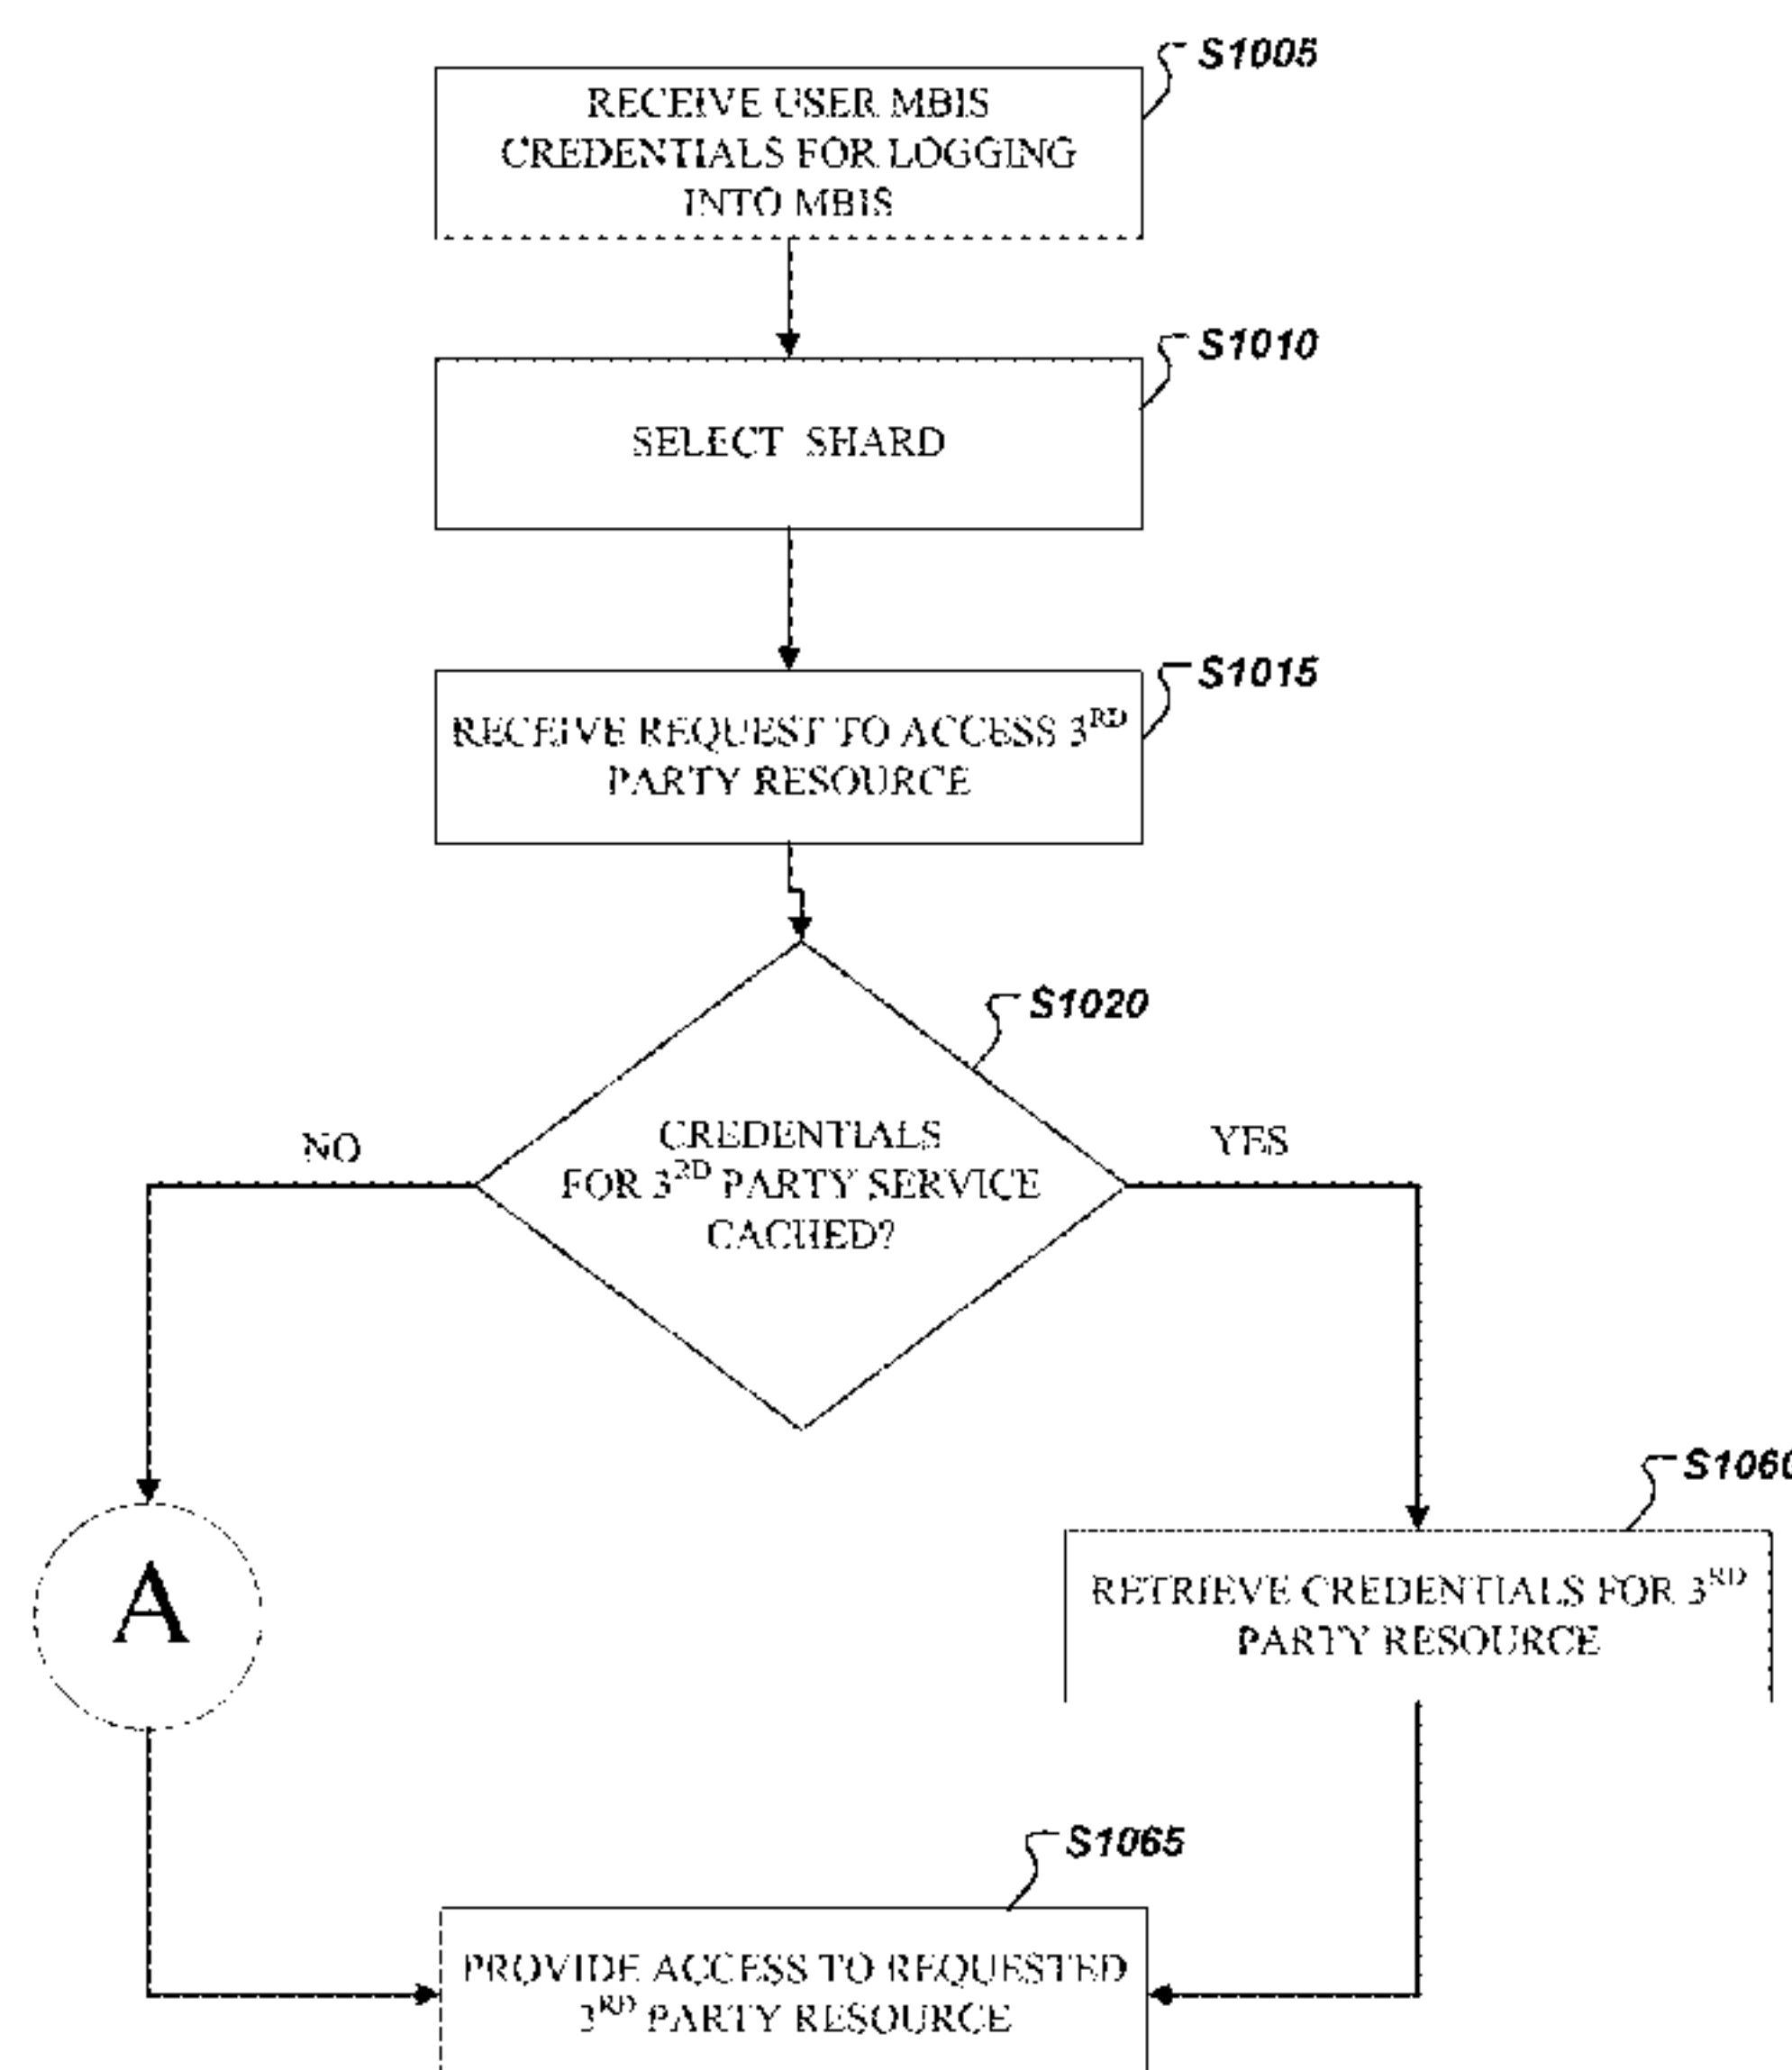 S1005
RECEIVE USER MBIS
CREDENTIALS FOR LOGGING
INTO MBIS
S1010
SELECT SHARD
S1015
RECEIVE REQUEST TO ACCESS 3RD
PARTY RESOURCE
S1020
CREDENTIALS
FOR 3RD PARTY SERVICE
CACHED?
NO
YES
S1060
A
RETRIEVE CREDENTIALS FOR 3RD
PARTY RESOURCE
S1065
PROVIDE ACCESS TO REQUESTED
3RD PARTY RESOURCE